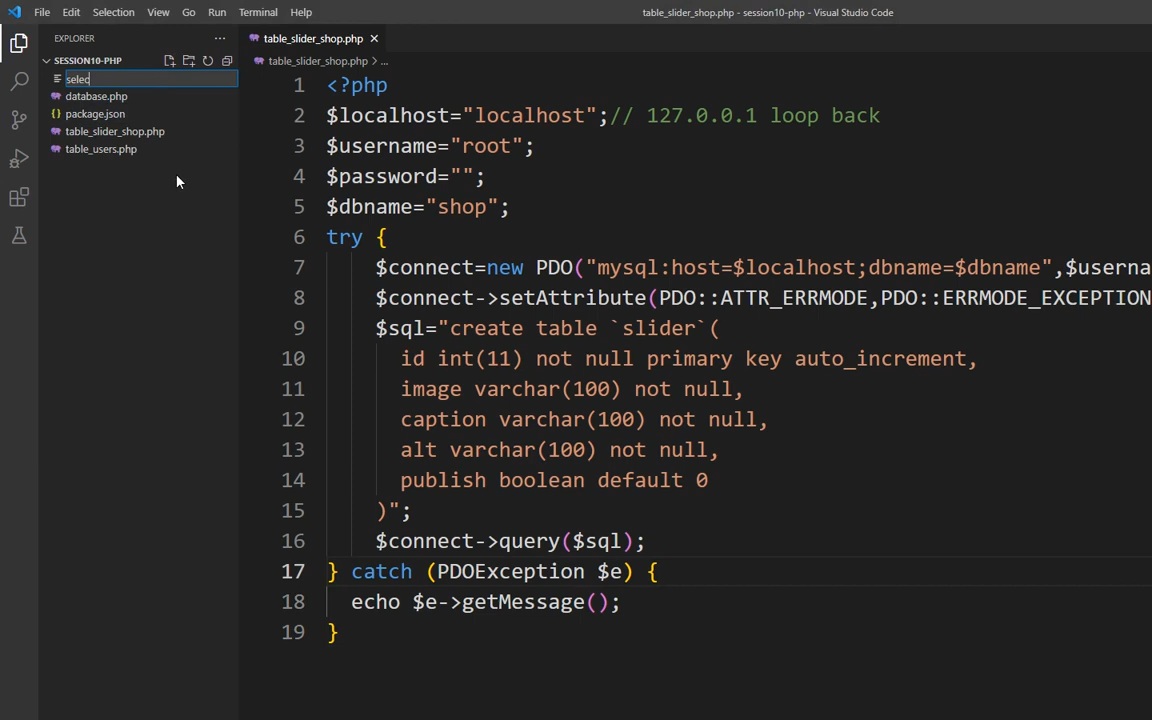 File Edit Selection View Go Run Terminal Help
table_slider_shop.php - session10-php - Visual Studio Code
EXPLORER
···
table_slider_shop.php
SESSION10-PHP
table_slider_shop.php > ...
selec
database.php
{} package.json
table_slider_shop.php
table_users.php
1 <?php
2 $localhost="localhost";// 127.0.0.1 loop back
3 $username="root";
4 $password="";
5 $dbname="shop";
6 try {
7 $connect=new PDO("mysql:host=$localhost;dbname=$dbname",$userna
8 $connect->setAttribute(PDO::ATTR_ERRMODE,PDO::ERRMODE_EXCEPTION
9 $sql="create table `slider`(
10 id int(11) not null primary key auto_increment,
11 image varchar(100) not null,
12 caption varchar(100) not null,
13 alt varchar(100) not null,
14 publish boolean default 0
15 )";
16 $connect->query($sql);
17 } catch (PDOException $e) {
18 echo $e->getMessage();
19 }